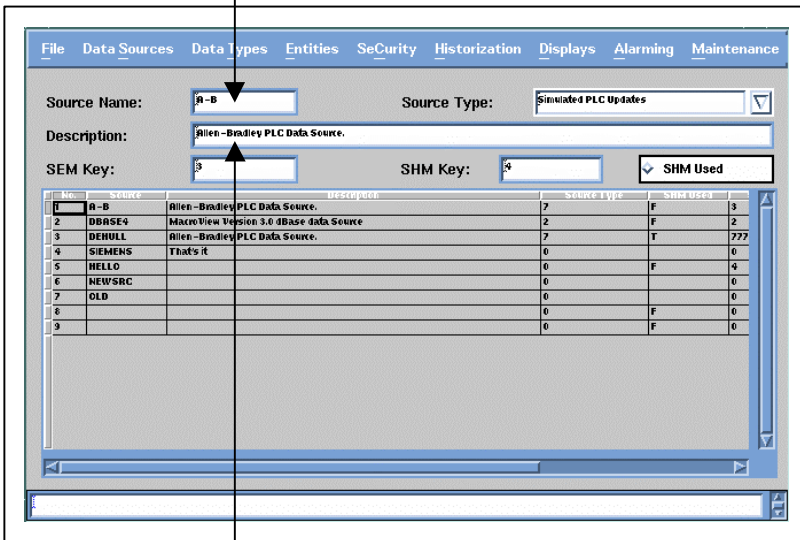 File Data Sources Data Types Entities SeCurity Historization Displays Alarming Maintenance
Source Name: A-B Source Type: Simulated PLC Updates
Description: Allen-Bradley PLC Data Source.
SEM Key: 3 SHM Key: 4 SHM Used
No. Source Description Source Type SHM Used
1 A-B Allen-Bradley PLC Data Source. 7 F 3
2 DBASE4 MacroView Version 3.0 dBase data Source 2 F 2
3 DEHULL Allen-Bradley PLC Data Source. 7 T 777
4 SIEMENS That's it 0 0
5 HELLO 0 F 4
6 NEWSRC 0 0
7 OLD 0 0
8 0 F 0
9 0 F 0